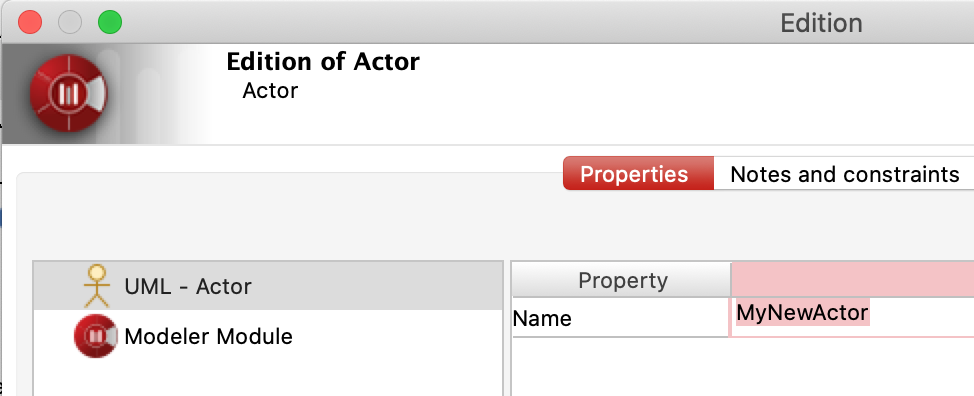 Edition
Edition of Actor
Actor
Properties
Notes and constraints
UML - Actor
Modeler Module
Property
Name
MyNewActor